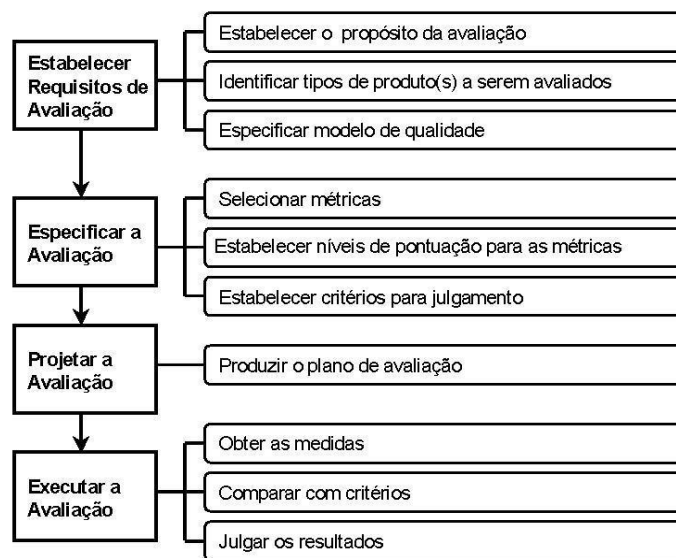 Estabelecer
Requisitos de
Avaliação
Estabelecer o propósito da avaliação
Identificar tipos de produto(s) a serem avaliados
Especificar modelo de qualidade
Especificar a
Avaliação
Selecionar métricas
Estabelecer níveis de pontuação para as métricas
Estabelecer critérios para julgamento
Projetar a
Avaliação
Produzir o plano de avaliação
Executar a
Avaliação
Obter as medidas
Comparar com critérios
Julgar os resultados